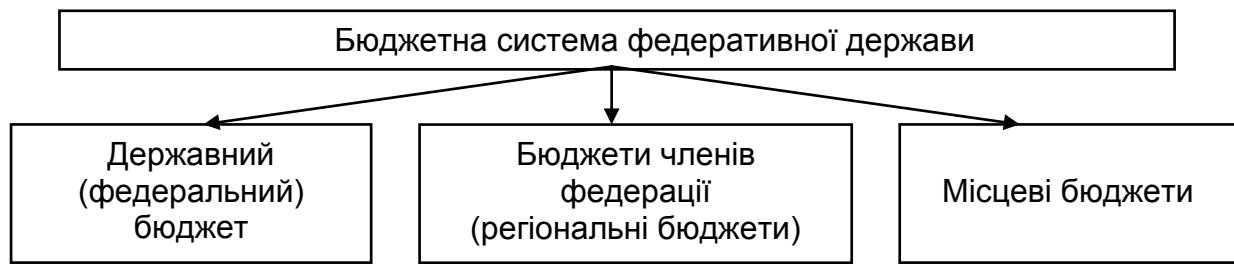 Бюджетна система федеративної держави
Державний
(федеральний)
бюджет
Бюджети членів
федерації
(регіональні бюджети)
Місцеві бюджети